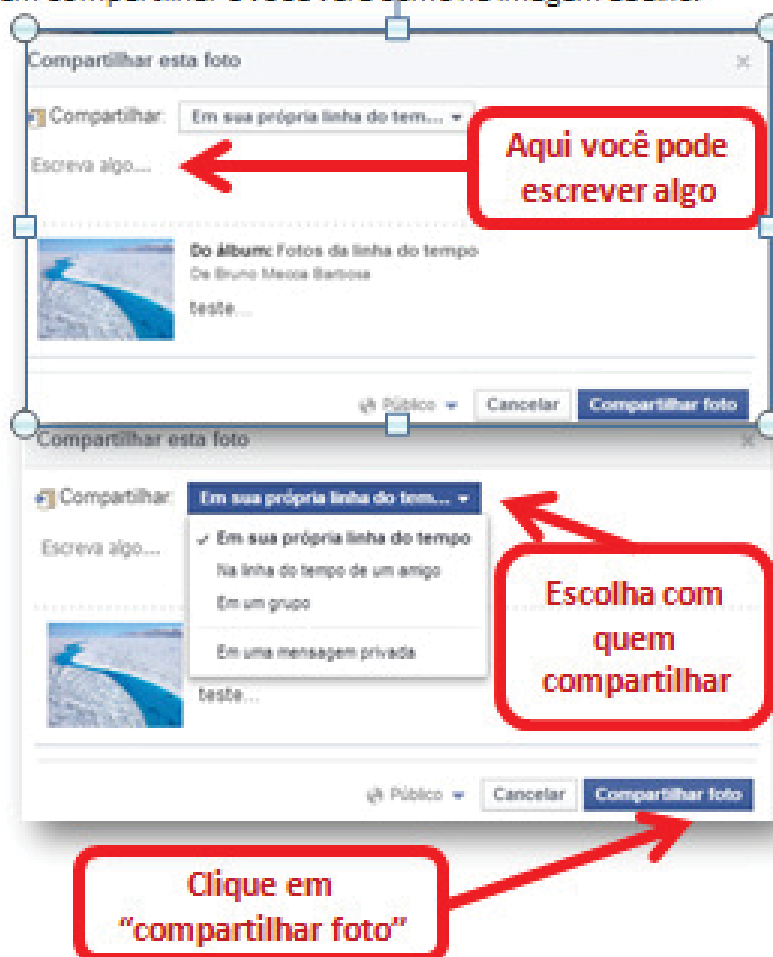 Compartilhar esta foto
Compartilhar: Em sua própria linha do tem...
Escreva algo....
Aqui você pode
escrever algo
Do álbum: Fotos da linha do tempo
De Bruno Mecca Barbosa
teste...
Público Cancelar Compartilhar foto
Compartilhar esta foto
Compartilhar: Em sua própria linha do tem...
Escreva algo....
✓ Em sua própria linha do tempo
Na linha do tempo de um amigo
Em um grupo
Em uma mensagem privada
Escolha com
quem
compartilhar
teste...
Público Cancelar Compartilhar foto
Clique em
“compartilhar foto”